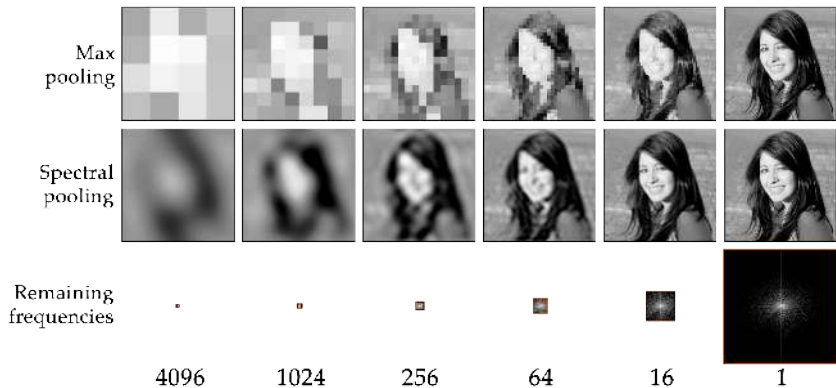 Max
pooling
Spectral
pooling
Remaining
frequencies
4096 1024 256 64 16 1